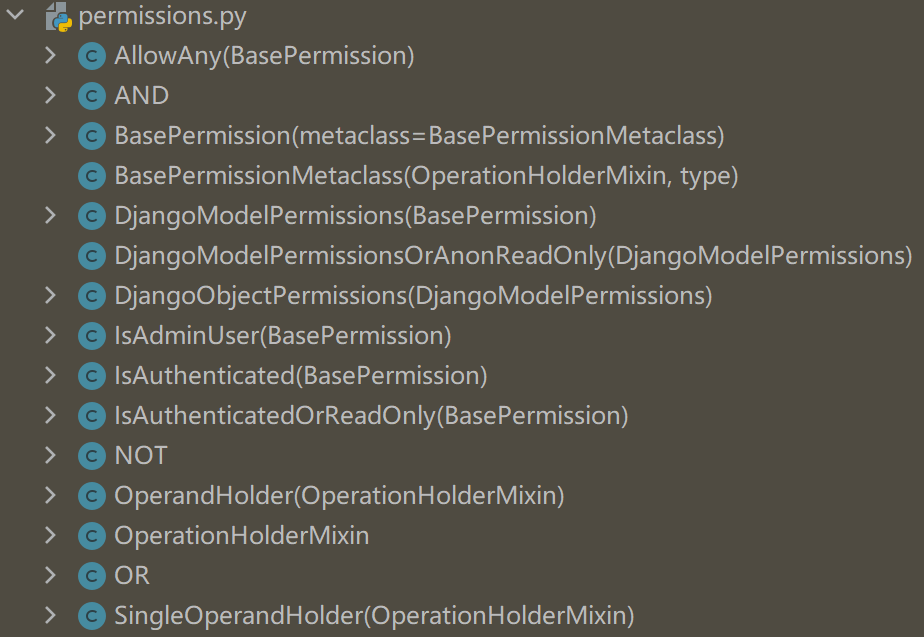 permissions.py
C AllowAny(BasePermission)
C AND
C BasePermission(metaclass=BasePermissionMetaclass)
C BasePermissionMetaclass(OperationHolderMixin, type)
C DjangoModelPermissions(BasePermission)
C DjangoModelPermissionsOrAnonReadOnly(DjangoModelPermissions)
C DjangoObjectPermissions(DjangoModelPermissions)
C IsAdminUser(BasePermission)
C IsAuthenticated(BasePermission)
C IsAuthenticatedOrReadOnly(BasePermission)
C NOT
C OperandHolder(OperationHolderMixin)
C OperationHolderMixin
C OR
C SingleOperandHolder(OperationHolderMixin)